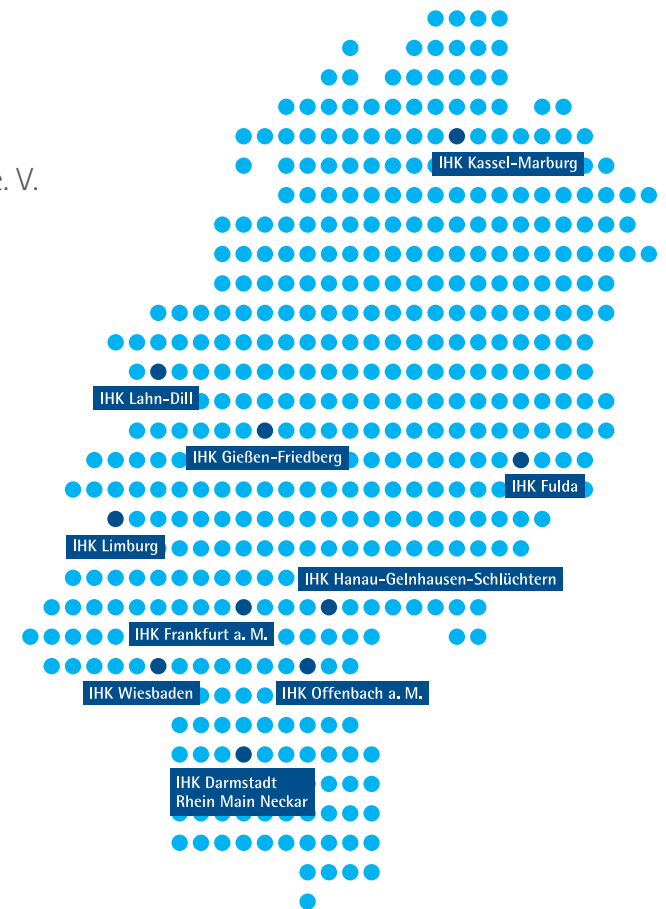 IHK Kassel-Marburg
e. V.
IHK Lahn-Dill
IHK Gießen-Friedberg
IHK Fulda
IHK Limburg
IHK Hanau-Gelnhausen-Schlüchtern
IHK Frankfurt a. M.
IHK Wiesbaden
IHK Offenbach a. M.
IHK Darmstadt
Rhein Main Neckar